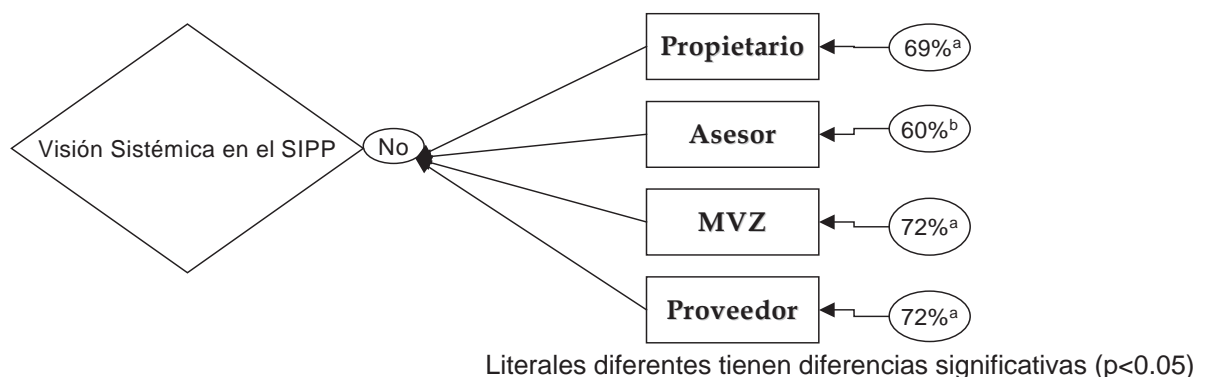 Propietario
69%ª
Asesor
60%ᵇ
Visión Sistémica en el SIPP
No
MVZ
72%ª
Proveedor
72%ª
Literales diferentes tienen diferencias significativas (p<0.05)